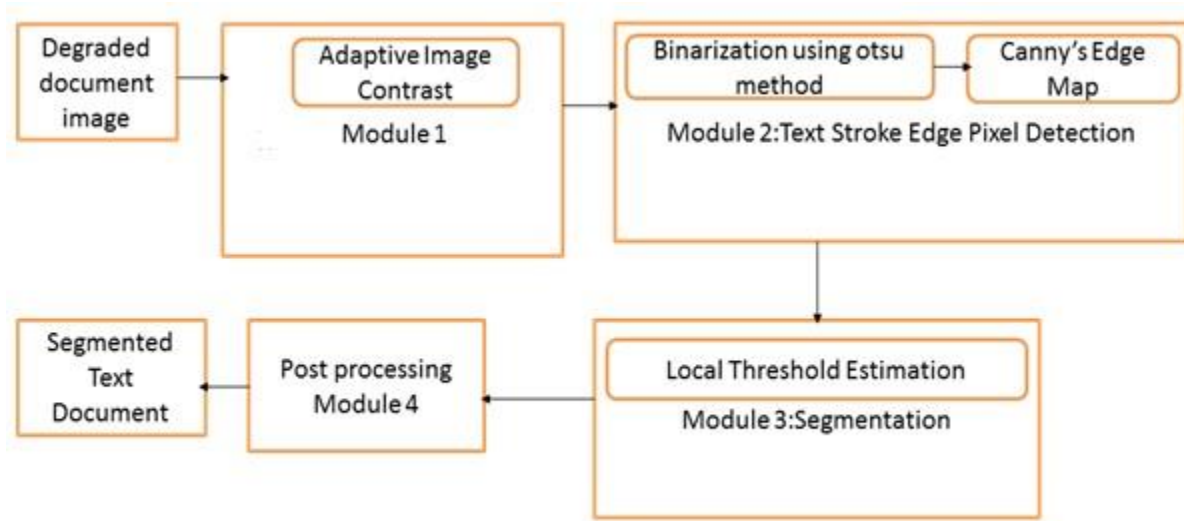 Degraded
document
image
Adaptive Image
Contrast
Module 1
Binarization using otsu
method
Canny's Edge
Map
Module 2:Text Stroke Edge Pixel Detection
Local Threshold Estimation
Module 3:Segmentation
Post processing
Module 4
Segmented
Text
Document